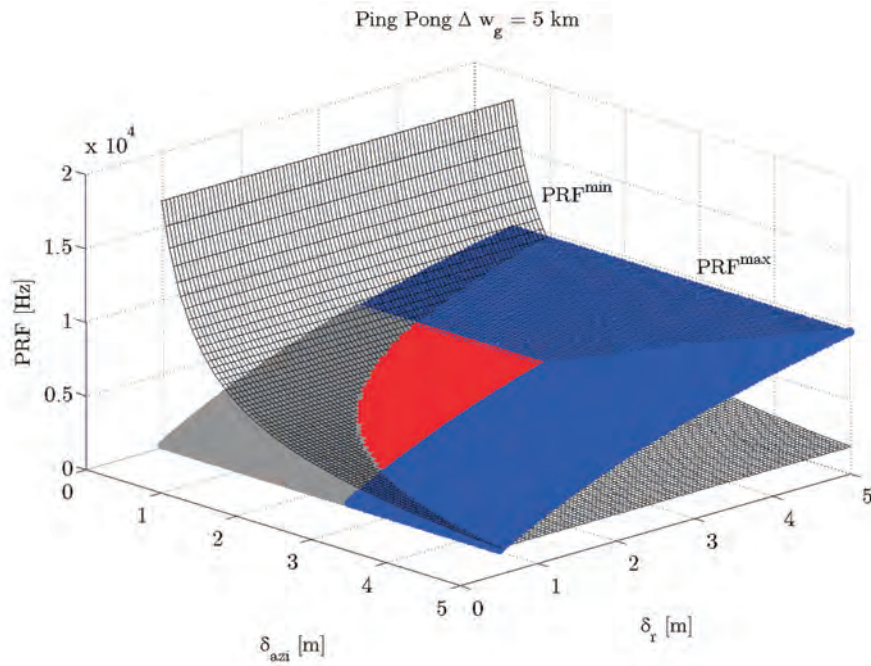 Ping Pong Δ w_g = 5 km
x 10^4
2
1.5
1
0.5
0
PRF [Hz]
PRF^min
PRF^max
0
1
2
3
4
5
δ_azi [m]
0
1
2
3
4
5
δ_r [m]